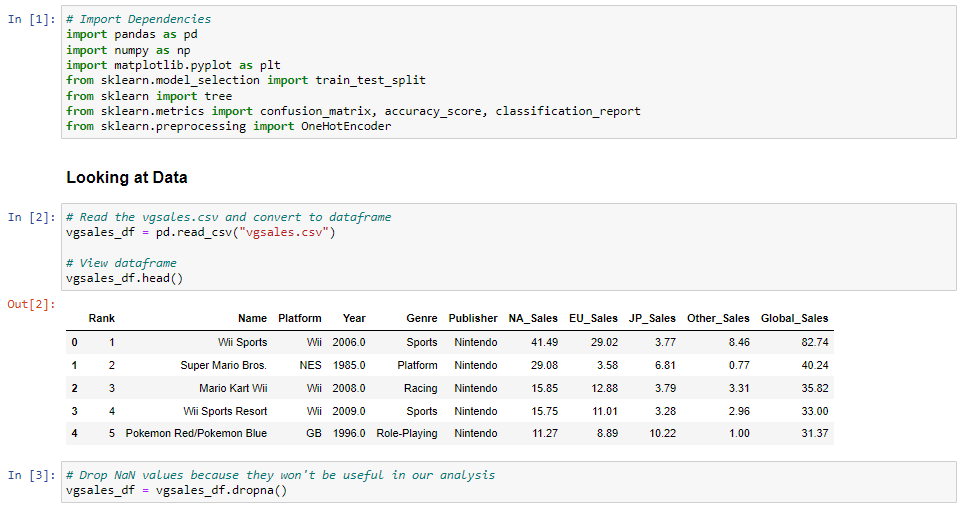 In [1]: # Import Dependencies
import pandas as pd
import numpy as np
import matplotlib.pyplot as plt
from sklearn.model_selection import train_test_split
from sklearn import tree
from sklearn.metrics import confusion_matrix, accuracy_score, classification_report
from sklearn.preprocessing import OneHotEncoder
Looking at Data
In [2]: # Read the vgsales.csv and convert to dataframe
vgsales_df = pd.read_csv("vgsales.csv")
# View dataframe
vgsales_df.head()
Out[2]:
Rank Name Platform Year Genre Publisher NA_Sales EU_Sales JP_Sales Other_Sales Global_Sales
0 1 Wii Sports Wii 2006.0 Sports Nintendo 41.49 29.02 3.77 8.46 82.74
1 2 Super Mario Bros. NES 1985.0 Platform Nintendo 29.08 3.58 6.81 0.77 40.24
2 3 Mario Kart Wii Wii 2008.0 Racing Nintendo 15.85 12.88 3.79 3.31 35.82
3 4 Wii Sports Resort Wii 2009.0 Sports Nintendo 15.75 11.01 3.28 2.96 33.00
4 5 Pokemon Red/Pokemon Blue GB 1996.0 Role-Playing Nintendo 11.27 8.89 10.22 1.00 31.37
In [3]: # Drop NaN values because they won't be useful in our analysis
vgsales_df = vgsales_df.dropna()